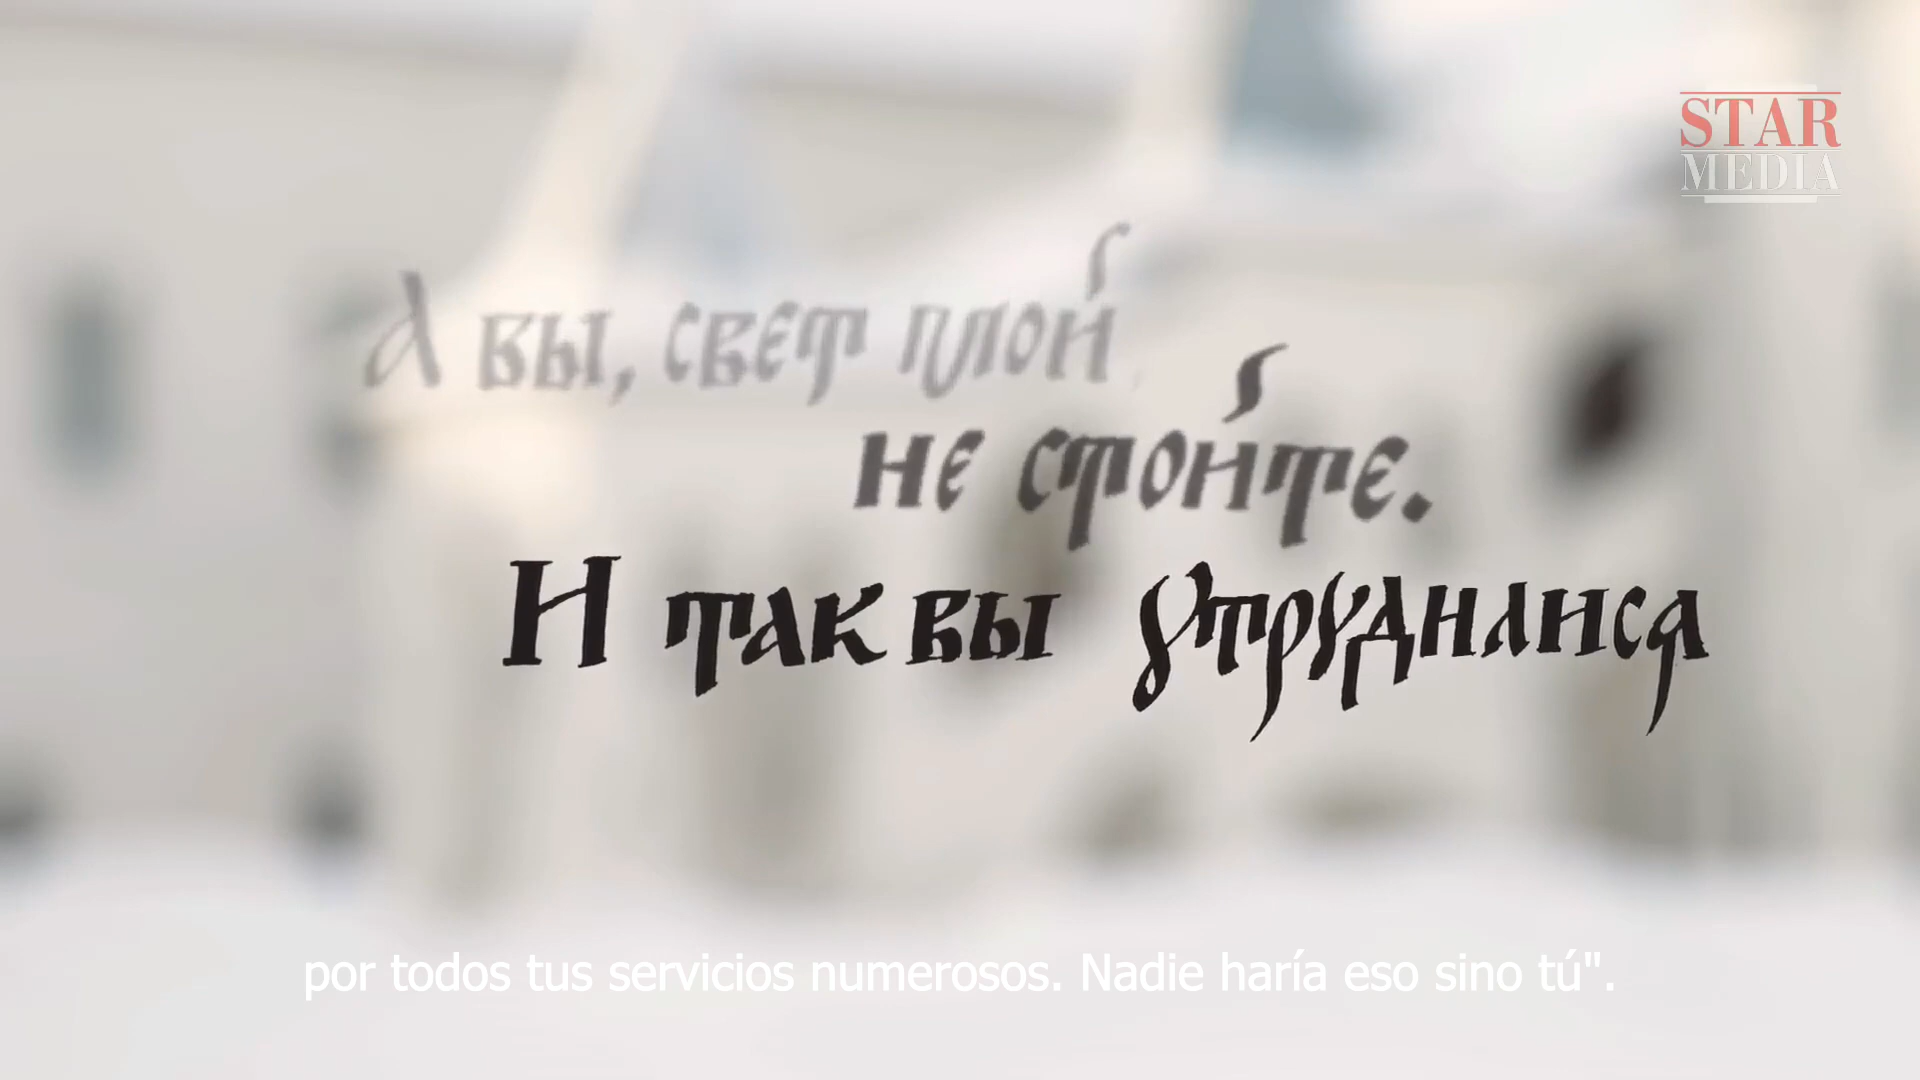 STAR
MEDIA
А вы, свет мой,
не стойте.
И так вы утрудилися
por todos tus servicios numerosos. Nadie haría eso sino tú".